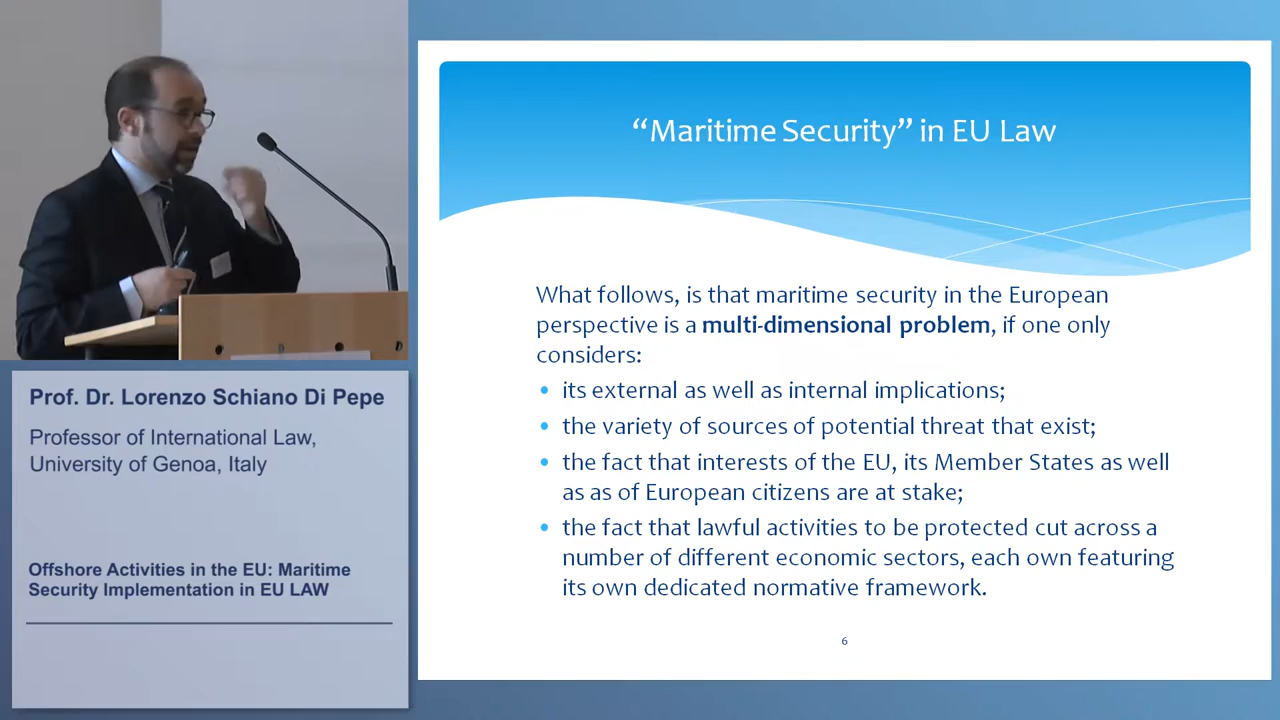 Prof. Dr. Lorenzo Schiano Di Pepe
Professor of International Law,
University of Genoa, Italy
Offshore Activities in the EU: Maritime
Security Implementation in EU LAW
“Maritime Security” in EU Law
What follows, is that maritime security in the European
perspective is a multi-dimensional problem, if one only
considers:
• its external as well as internal implications;
• the variety of sources of potential threat that exist;
• the fact that interests of the EU, its Member States as well
as as of European citizens are at stake;
• the fact that lawful activities to be protected cut across a
number of different economic sectors, each own featuring
its own dedicated normative framework.
6